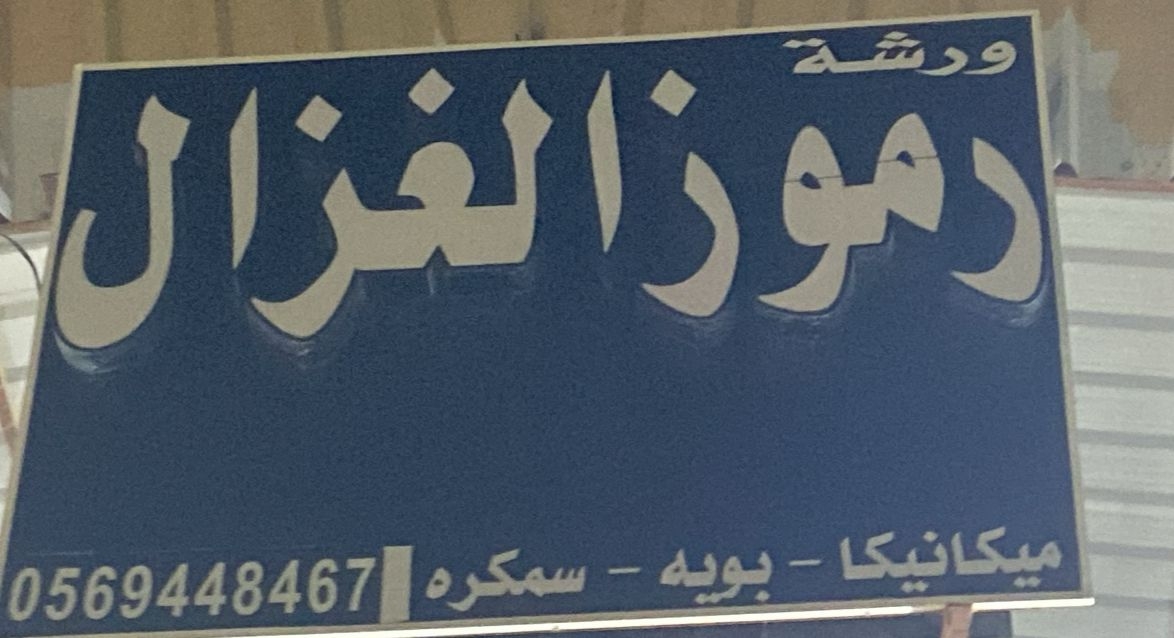 ورشة
رموز الغزال
ميكانيكا - بويه - سمكره 0569448467